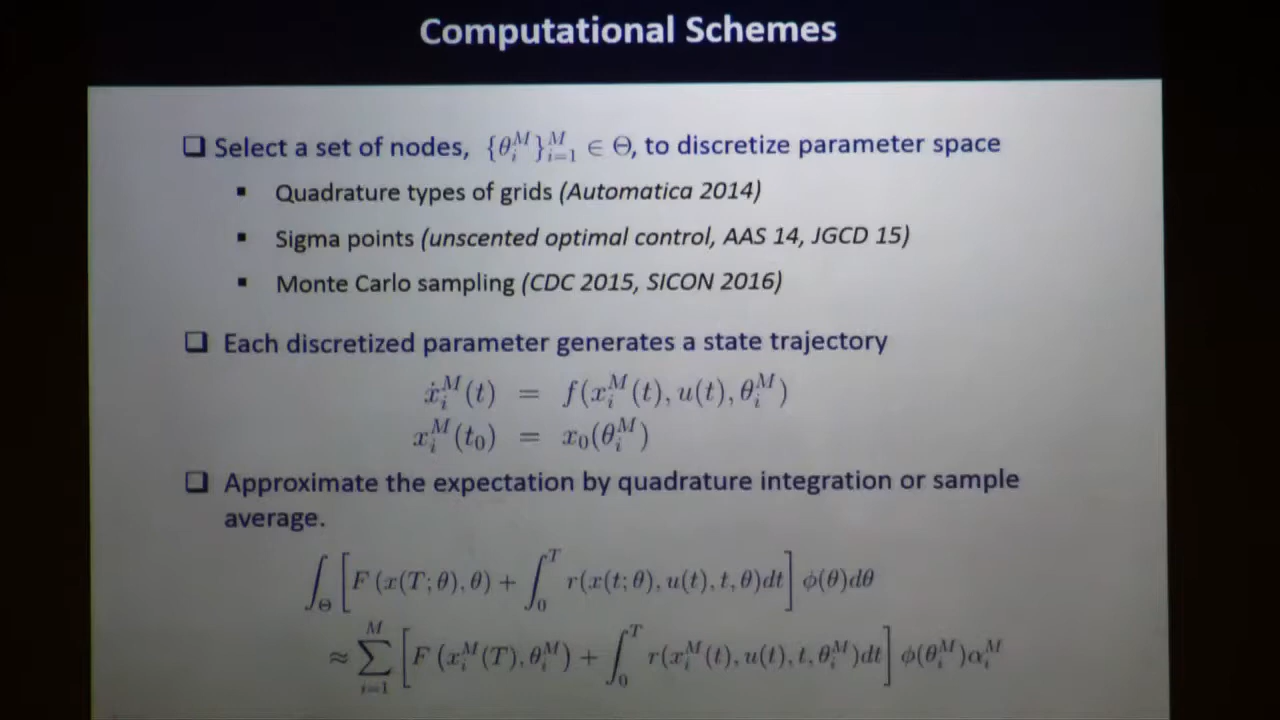 Computational Schemes
❑ Select a set of nodes, {θ_i^M}_{i=1}^M ∈ Θ, to discretize parameter space
▪ Quadrature types of grids (Automatica 2014)
▪ Sigma points (unscented optimal control, AAS 14, JGCD 15)
▪ Monte Carlo sampling (CDC 2015, SICON 2016)
❑ Each discretized parameter generates a state trajectory
ẋ_i^M(t) = f(x_i^M(t), u(t), θ_i^M)
x_i^M(t_0) = x_0(θ_i^M)
❑ Approximate the expectation by quadrature integration or sample
average.
∫_Θ [F(x(T;θ),θ) + ∫_0^T r(x(t;θ),u(t),t,θ)dt] φ(θ)dθ
≈ ∑_{i=1}^M [F(x_i^M(T),θ_i^M) + ∫_0^T r(x_i^M(t),u(t),t,θ_i^M)dt] φ(θ_i^M)α_i^M